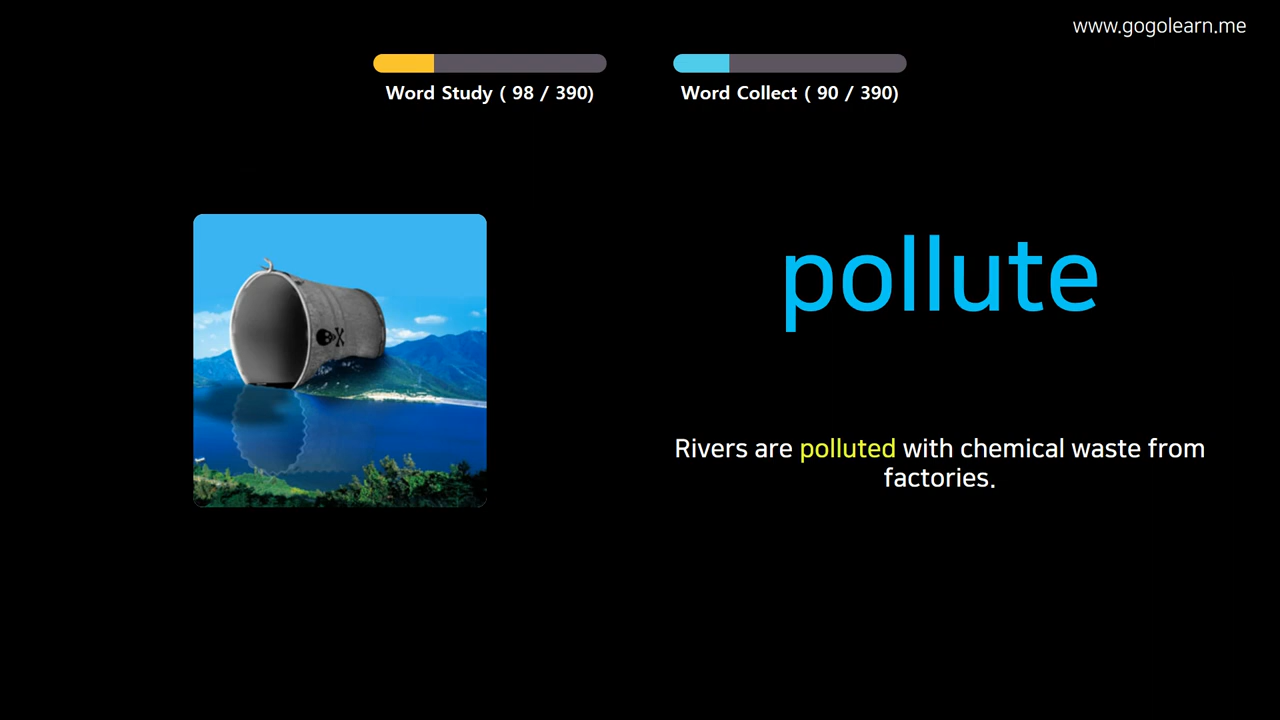 www.gogolearn.me
Word Study ( 98 / 390)
Word Collect ( 90 / 390)
pollute
Rivers are polluted with chemical waste from
factories.